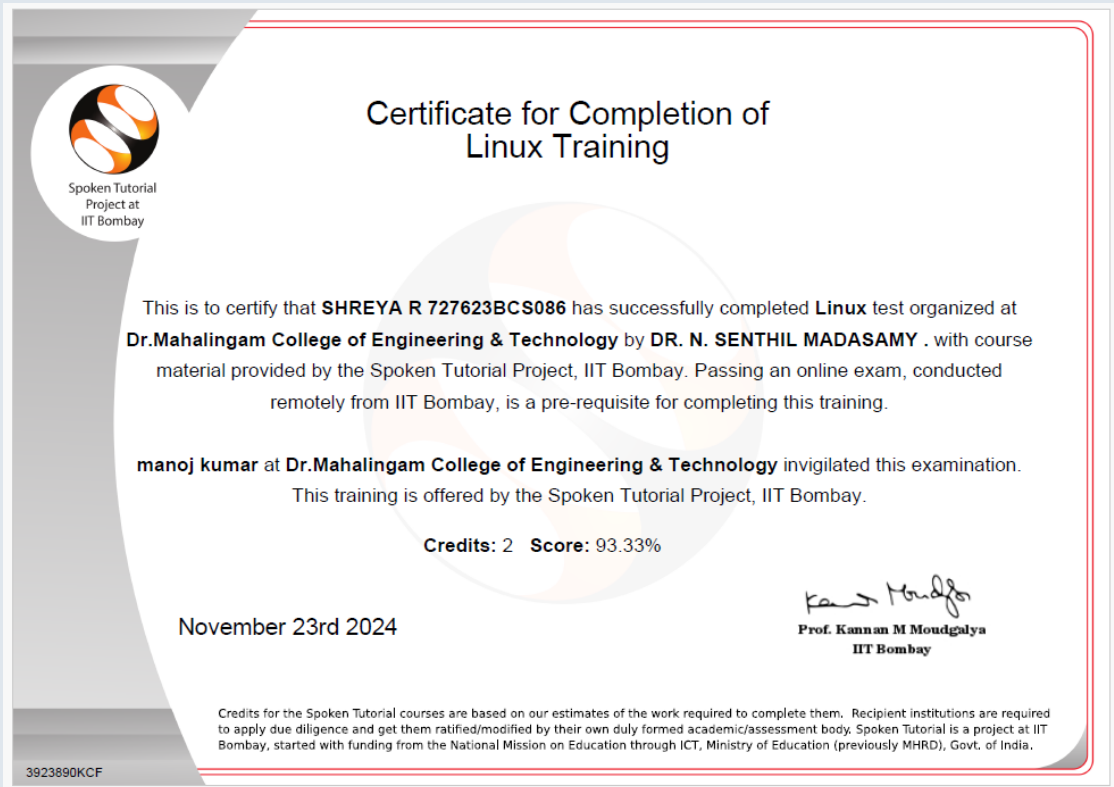 Spoken Tutorial
Project at
IIT Bombay
Certificate for Completion of
Linux Training
This is to certify that SHREYA R 727623BCS086 has successfully completed Linux test organized at
Dr.Mahalingam College of Engineering & Technology by DR. N. SENTHIL MADASAMY . with course
material provided by the Spoken Tutorial Project, IIT Bombay. Passing an online exam, conducted
remotely from IIT Bombay, is a pre-requisite for completing this training.
manoj kumar at Dr.Mahalingam College of Engineering & Technology invigilated this examination.
This training is offered by the Spoken Tutorial Project, IIT Bombay.
Credits: 2 Score: 93.33%
November 23rd 2024
Prof. Kannan M Moudgalya
IIT Bombay
Credits for the Spoken Tutorial courses are based on our estimates of the work required to complete them. Recipient institutions are required
to apply due diligence and get them ratified/modified by their own duly formed academic/assessment body. Spoken Tutorial is a project at IIT
Bombay, started with funding from the National Mission on Education through ICT, Ministry of Education (previously MHRD), Govt. of India.
3923890KCF